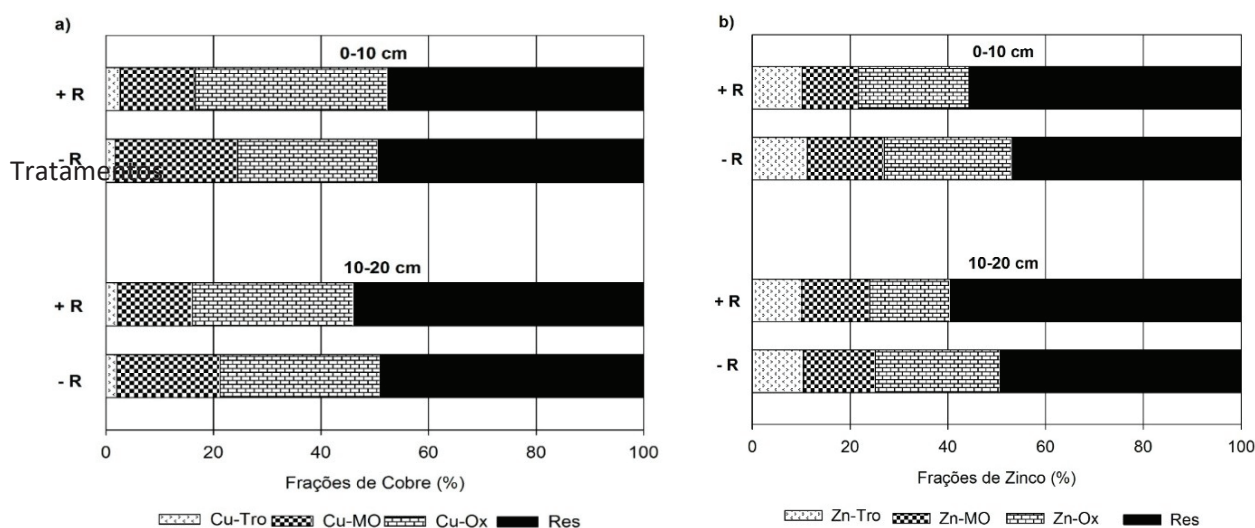 a)
0-10 cm
+ R
- R
Tratamentos
10-20 cm
+ R
- R
0 20 40 60 80 100
Frações de Cobre (%)
Cu-Tro Cu-MO Cu-Ox Res
b)
0-10 cm
+ R
- R
10-20 cm
+ R
- R
0 20 40 60 80 100
Frações de Zinco (%)
Zn-Tro Zn-MO Zn-Ox Res